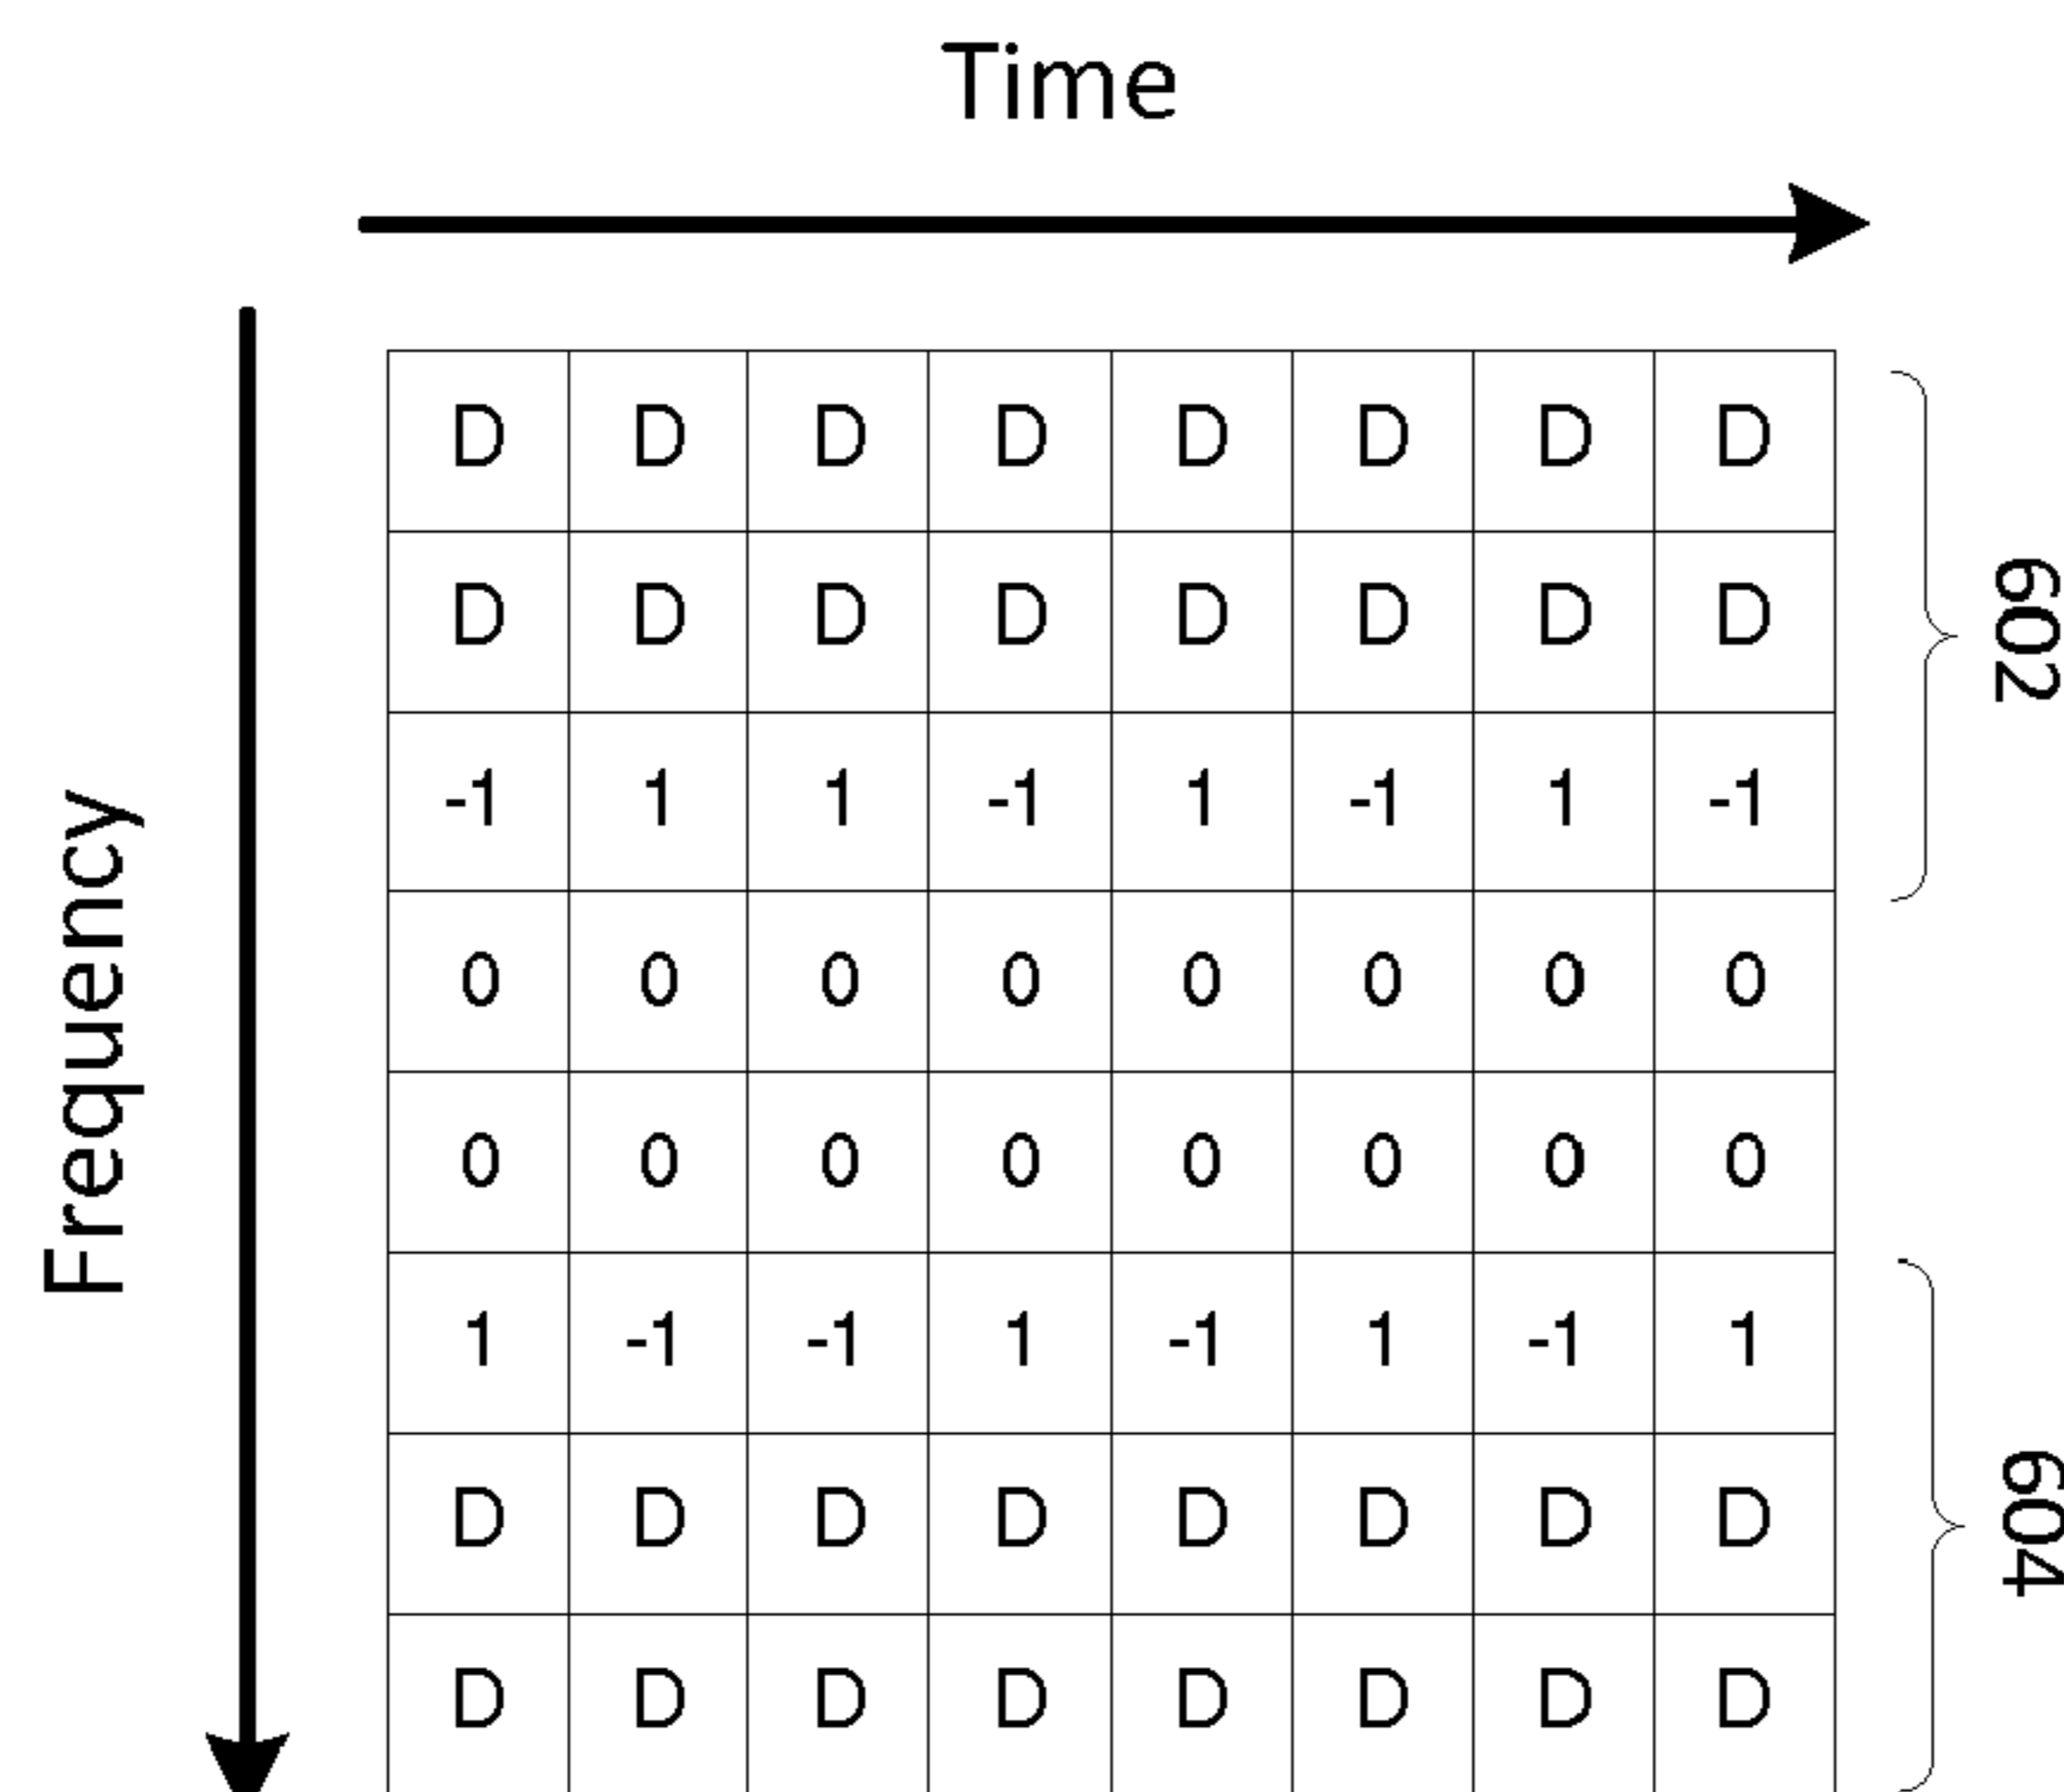 Time
Frequency
D D D D D D D D
D D D D D D D D
602
-1 1 1 -1 1 -1 1 -1
0 0 0 0 0 0 0 0
0 0 0 0 0 0 0 0
1 -1 -1 1 -1 1 -1 1
D D D D D D D D
604
D D D D D D D D